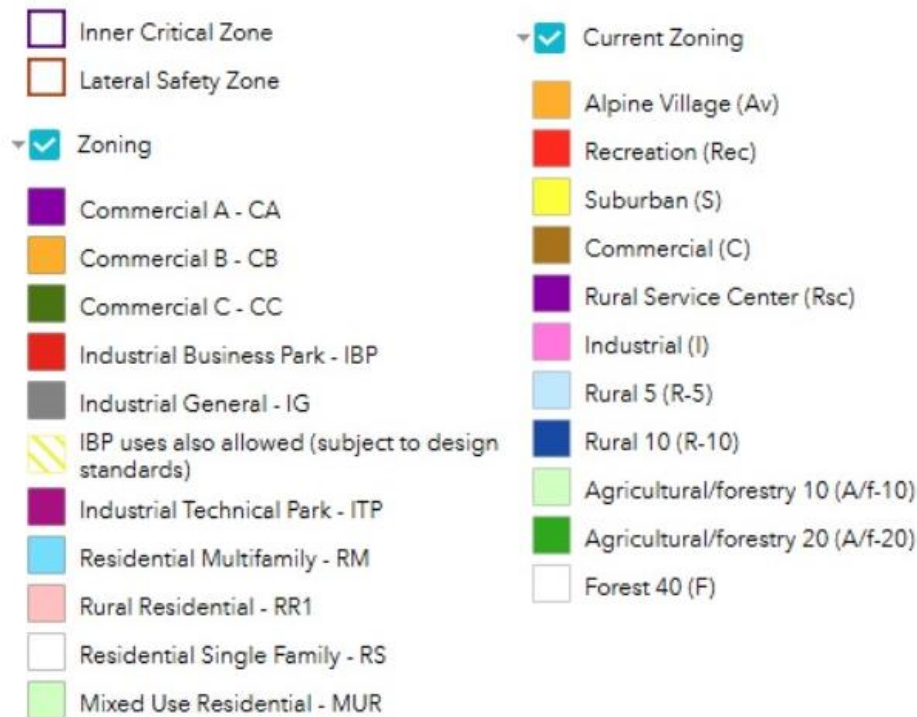 Inner Critical Zone
Lateral Safety Zone
Zoning
Commercial A - CA
Commercial B - CB
Commercial C - CC
Industrial Business Park - IBP
Industrial General - IG
IBP uses also allowed (subject to design
standards)
Industrial Technical Park - ITP
Residential Multifamily - RM
Rural Residential - RR1
Residential Single Family - RS
Mixed Use Residential - MUR
Current Zoning
Alpine Village (Av)
Recreation (Rec)
Suburban (S)
Commercial (C)
Rural Service Center (Rsc)
Industrial (I)
Rural 5 (R-5)
Rural 10 (R-10)
Agricultural/forestry 10 (A/f-10)
Agricultural/forestry 20 (A/f-20)
Forest 40 (F)